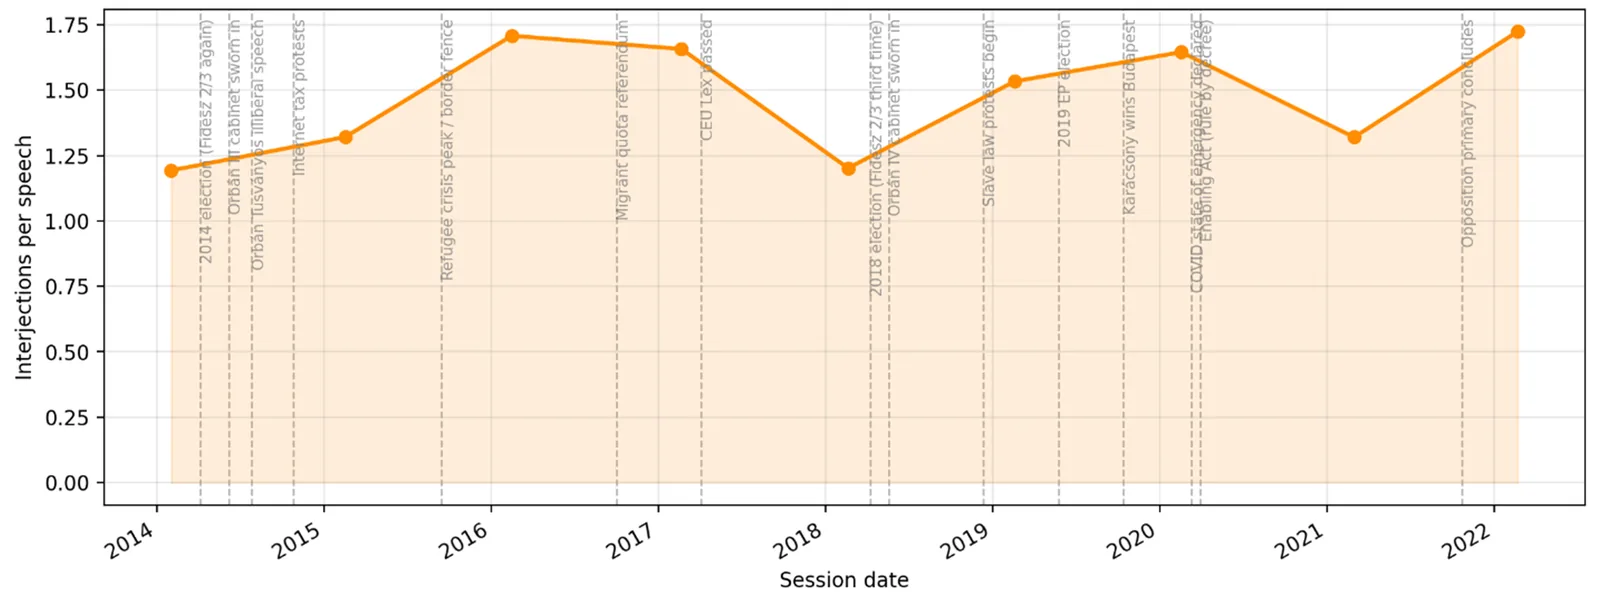 1.75
1.50
1.25
1.00
0.75
0.50
0.25
0.00
Interjections per speech
2014 election (Fidesz 2/3 again)
Orbán III cabinet sworn in
Orbán Tusványos illiberal speech
Internet tax protests
Refugee crisis peak / border fence
Migrant quota referendum
CEU Lex passed
2018 election (Fidesz 2/3 third time)
Orbán IV cabinet sworn in
Slave law protests begin
2019 EP election
Karácsony wins Budapest
COVID state of emergency declared
Enabling Act (rule by decree)
Opposition primary concludes
2014
2015
2016
2017
2018
2019
2020
2021
2022
Session date